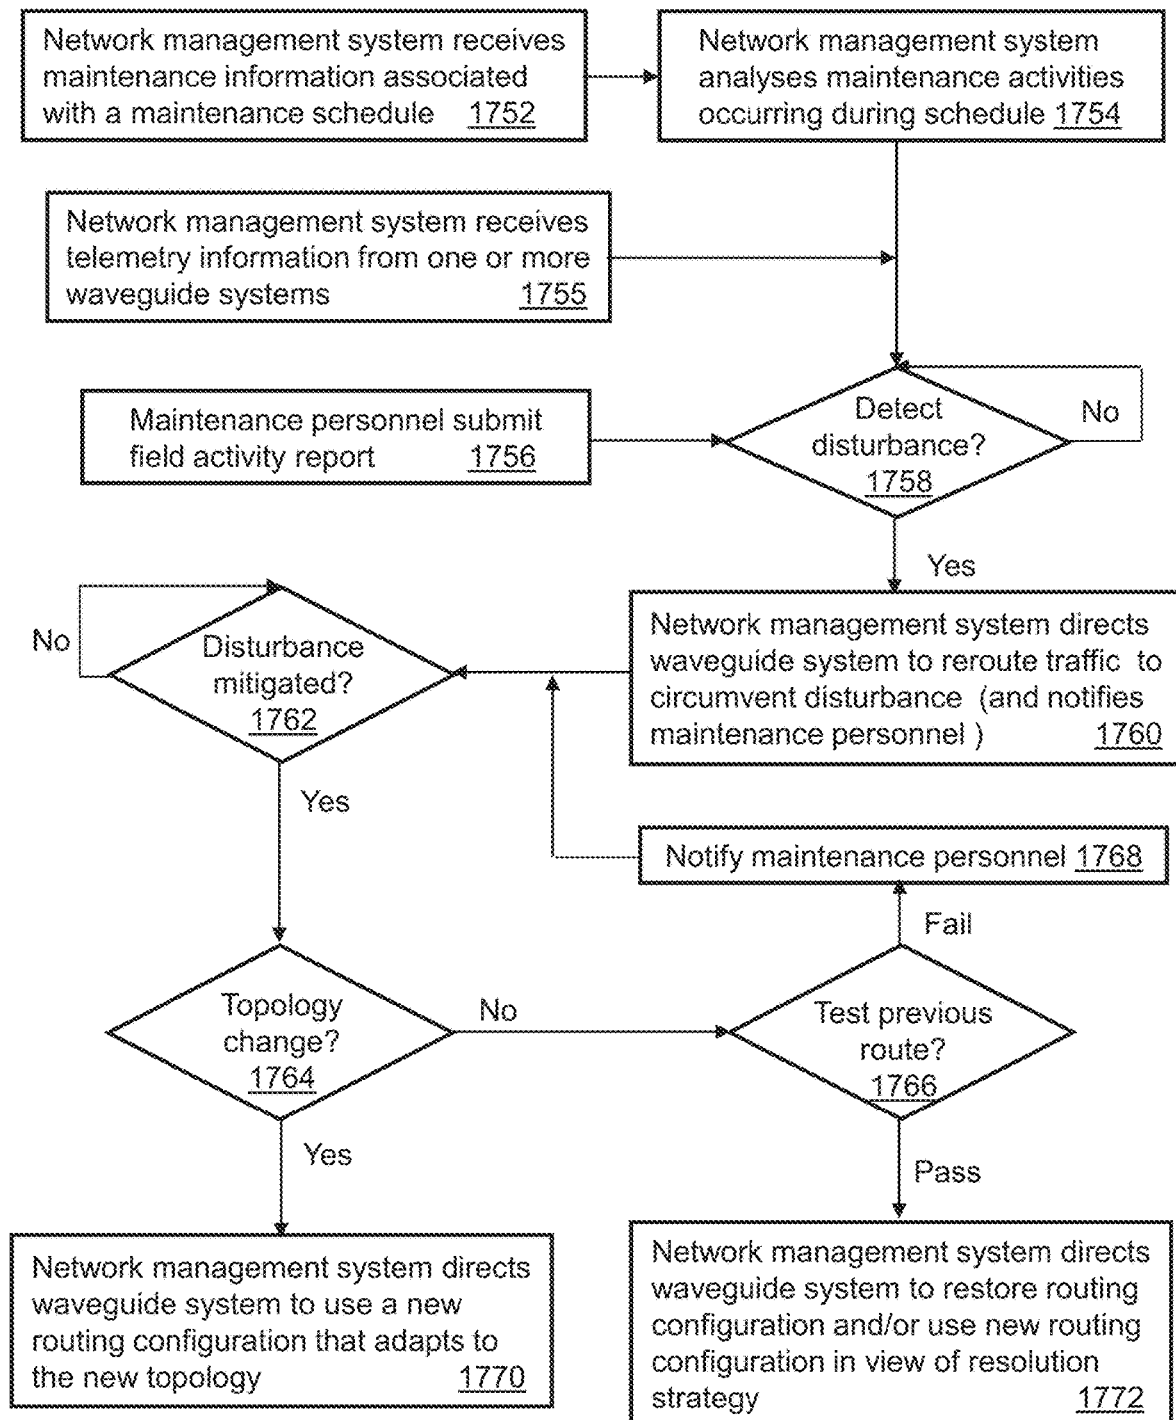 Network management system receives
maintenance information associated
with a maintenance schedule 1752
Network management system
analyses maintenance activities
occurring during schedule 1754
Network management system receives
telemetry information from one or more
waveguide systems 1755
Maintenance personnel submit
field activity report 1756
Detect
disturbance?
1758
No
Yes
Network management system directs
waveguide system to reroute traffic to
circumvent disturbance (and notifies
maintenance personnel ) 1760
No
Disturbance
mitigated?
1762
Yes
Notify maintenance personnel 1768
Fail
Topology
change?
1764
No
Test previous
route?
1766
Yes
Pass
Network management system directs
waveguide system to use a new
routing configuration that adapts to
the new topology 1770
Network management system directs
waveguide system to restore routing
configuration and/or use new routing
configuration in view of resolution
strategy 1772